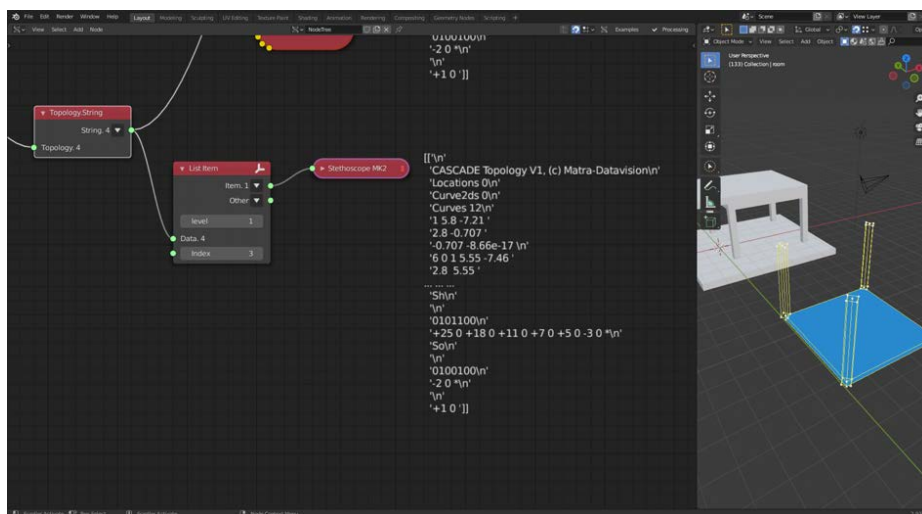 File Edit Render Window Help Layout Modeling Sculpting UV Editing Texture Paint Shading Animation Rendering Compositing Geometry Nodes Scripting + Scene View Layer
View Select Add Node NodeTree Examples Processing Global
Object Mode View Select Add Object
0100100\n'
'-2 0 *\n'
'\n'
'+1 0 ']]
User Perspective
(133) Collection | room
Topology.String
String. 4
Topology. 4
List Item
Item. 1
Other
level 1
Data. 4
Index 3
Stethoscope MK2
[['\n'
'CASCADE Topology V1, (c) Matra-Datavision\n'
'Locations 0\n'
'Curve2ds 0\n'
'Curves 12\n'
'1 5.8 -7.21 '
'2.8 -0.707 '
'-0.707 -8.66e-17 \n'
'6 0 1 5.55 -7.46 '
'2.8 5.55 '
... ... ...
'Sh\n'
'\n'
'0101100\n'
'+25 0 +18 0 +11 0 +7 0 +5 0 -3 0 *\n'
'So\n'
'\n'
'0100100\n'
'-2 0 *\n'
'\n'
'+1 0 ']]